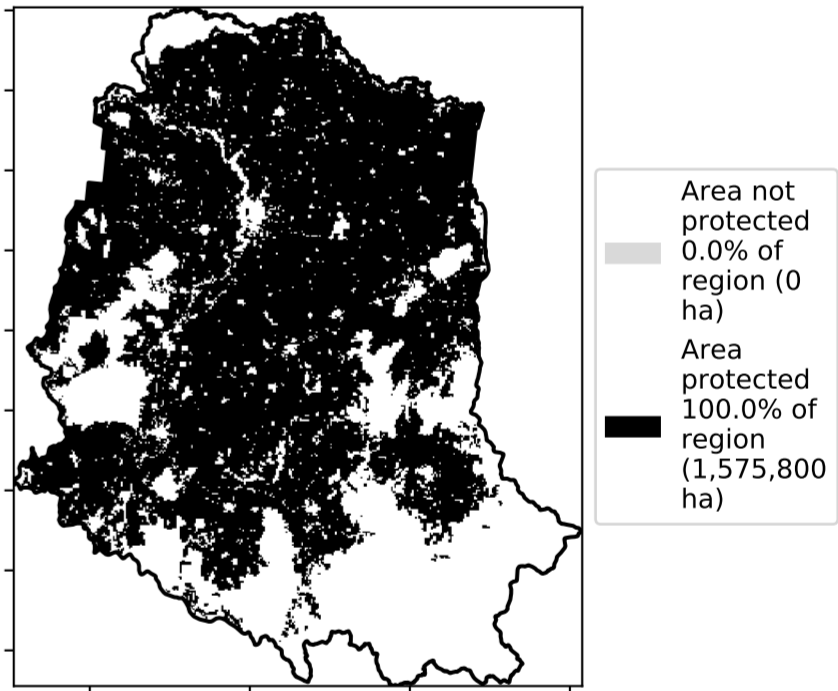 Area not
protected
0.0% of
region (0
ha)
Area
protected
100.0% of
region
(1,575,800
ha)